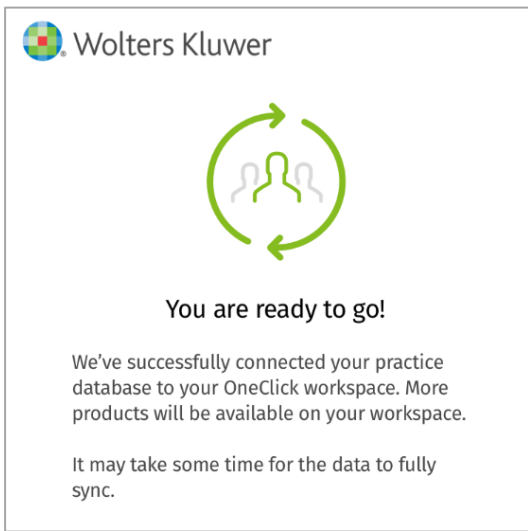 Wolters Kluwer
You are ready to go!
We’ve successfully connected your practice
database to your OneClick workspace. More
products will be available on your workspace.
It may take some time for the data to fully
sync.